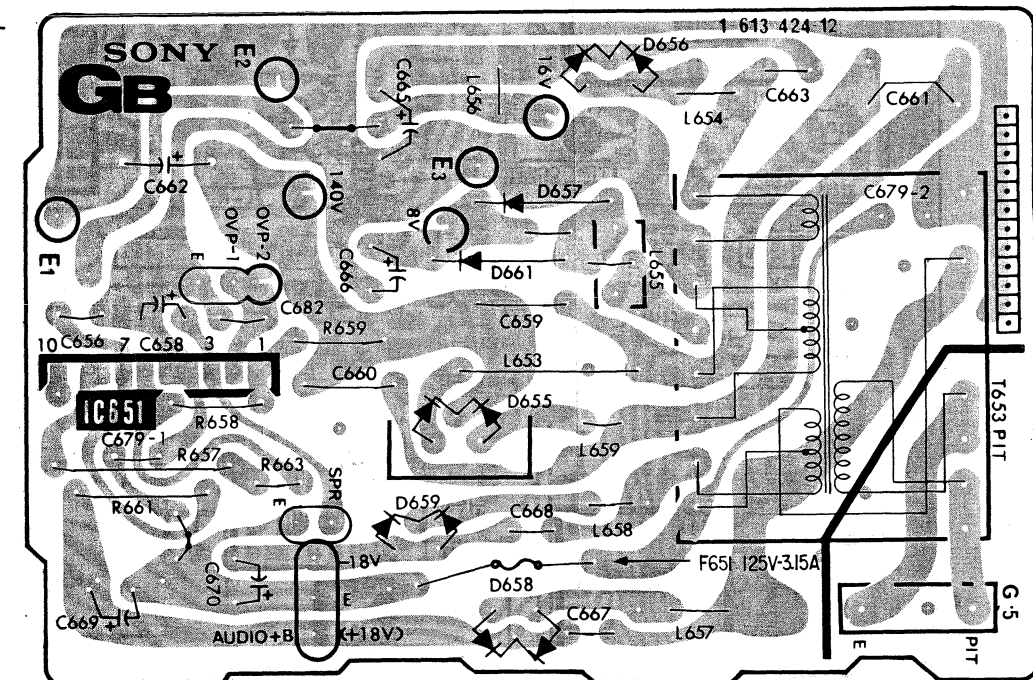 1-613 424-12
SONY
GB
E2
C665
L656
16V
D656
L654
C663
C661
C662
140V
E3
D657
C679-2
E1
OVP-1
OVP-2
E
8V
C666
D661
L655
C682
C659
R659
10
C656
7
C658
3
1
L653
C660
IC651
R658
D655
T653 PIT
C679-1
R657
L659
R663
SPR
E
R661
D659
C668
L658
-18V
F651 125V-3.15A
C670
D658
E
G-5
C669
AUDIO+B
(+18V)
C667
L657
E
PIT